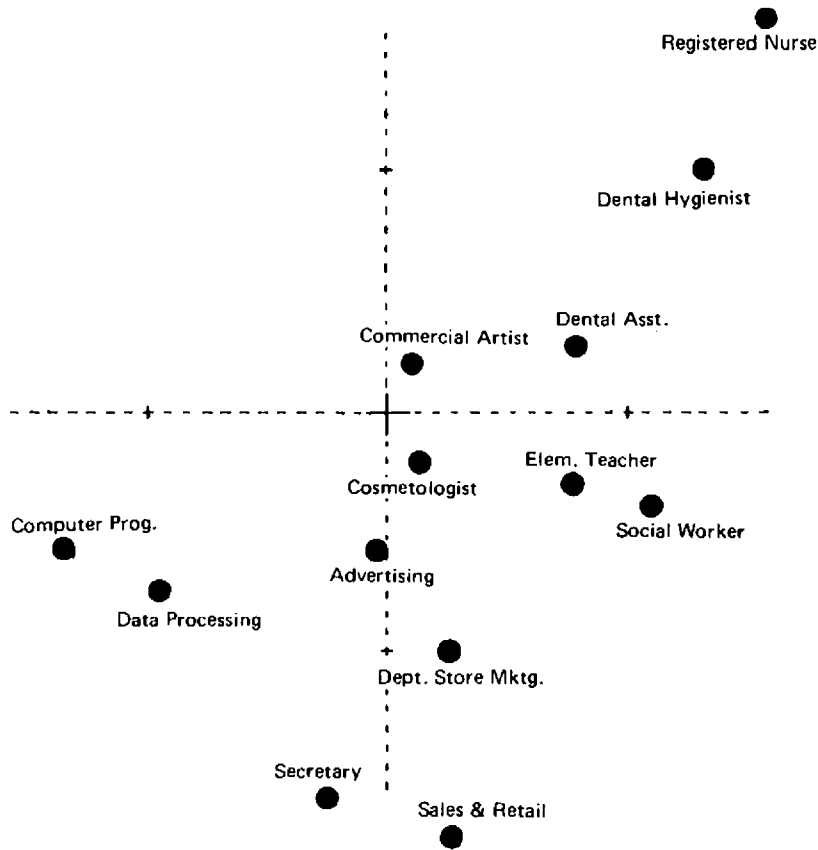 Registered Nurse
Dental Hygienist
Dental Asst.
Commercial Artist
Elem. Teacher
Cosmetologist
Computer Prog.
Social Worker
Advertising
Data Processing
Dept. Store Mktg.
Secretary
Sales & Retail